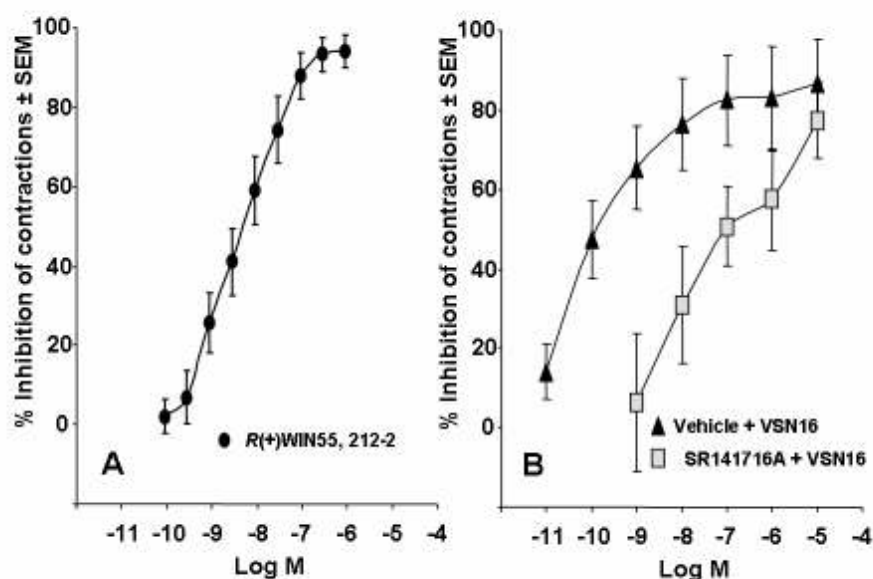 % Inhibition of contractions ± SEM
100
80
60
40
20
0
R(+)WIN55, 212-2
A
-11 -10 -9 -8 -7 -6 -5 -4
Log M
% Inhibition of contractions ± SEM
100
80
60
40
20
0
Vehicle + VSN16
SR141716A + VSN16
B
-11 -10 -9 -8 -7 -6 -5 -4
Log M